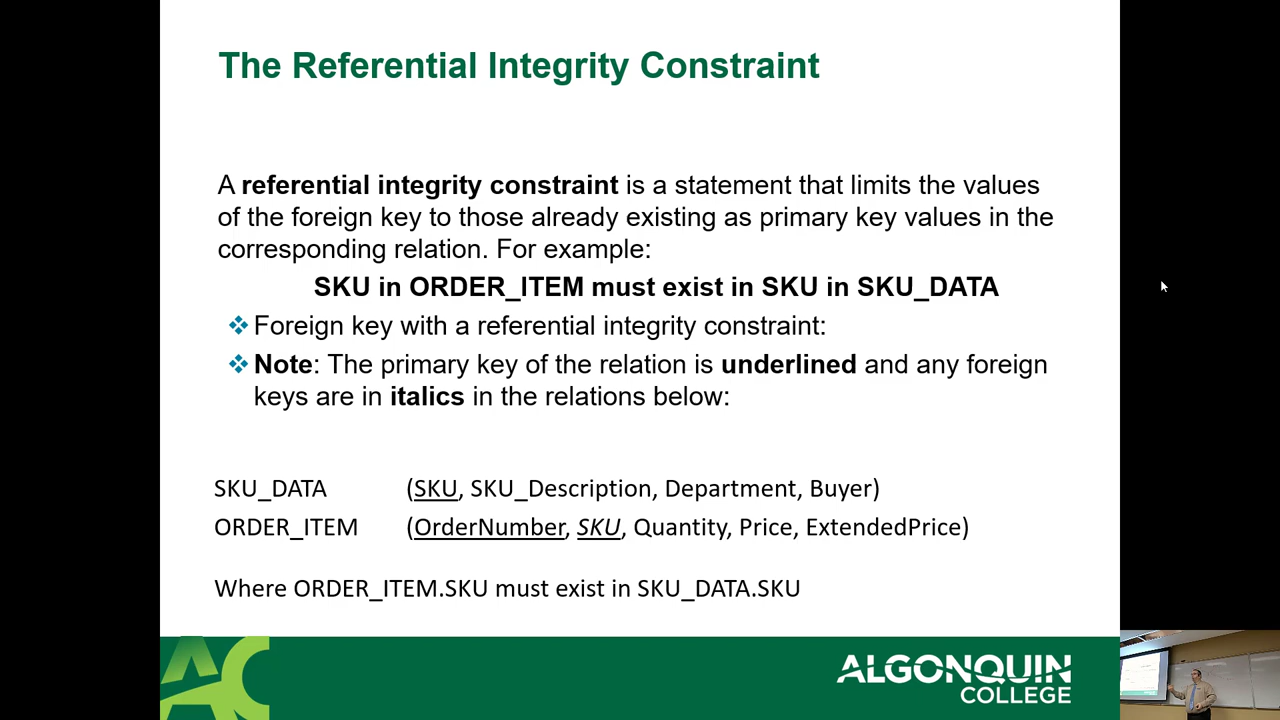 The Referential Integrity Constraint
A referential integrity constraint is a statement that limits the values
of the foreign key to those already existing as primary key values in the
corresponding relation. For example:
SKU in ORDER_ITEM must exist in SKU in SKU_DATA
❖ Foreign key with a referential integrity constraint:
❖ Note: The primary key of the relation is underlined and any foreign
keys are in italics in the relations below:
SKU_DATA (SKU, SKU_Description, Department, Buyer)
ORDER_ITEM (OrderNumber, SKU, Quantity, Price, ExtendedPrice)
Where ORDER_ITEM.SKU must exist in SKU_DATA.SKU
AC
ALGONQUIN
COLLEGE